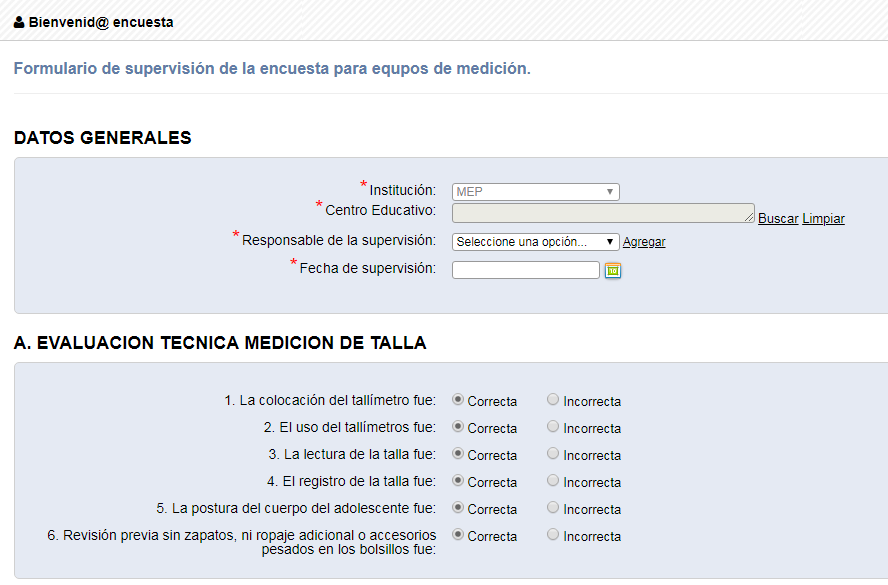 Bienvenid@ encuesta
Formulario de supervisión de la encuesta para equpos de medición.
DATOS GENERALES
*Institución: MEP
*Centro Educativo: Buscar Limpiar
*Responsable de la supervisión: Seleccione una opción... Agregar
*Fecha de supervisión:
A. EVALUACION TECNICA MEDICION DE TALLA
1. La colocación del tallímetro fue: Correcta Incorrecta
2. El uso del tallímetros fue: Correcta Incorrecta
3. La lectura de la talla fue: Correcta Incorrecta
4. El registro de la talla fue: Correcta Incorrecta
5. La postura del cuerpo del adolescente fue: Correcta Incorrecta
6. Revisión previa sin zapatos, ni ropaje adicional o accesorios Correcta Incorrecta
pesados en los bolsillos fue: